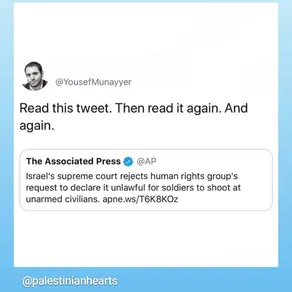 @YousefMunayyer
Read this tweet. Then read it again. And
again.
The Associated Press @AP
Israel's supreme court rejects human rights group's
request to declare it unlawful for soldiers to shoot at
unarmed civilians. apne.ws/T6K8KOz
@palestinianhearts